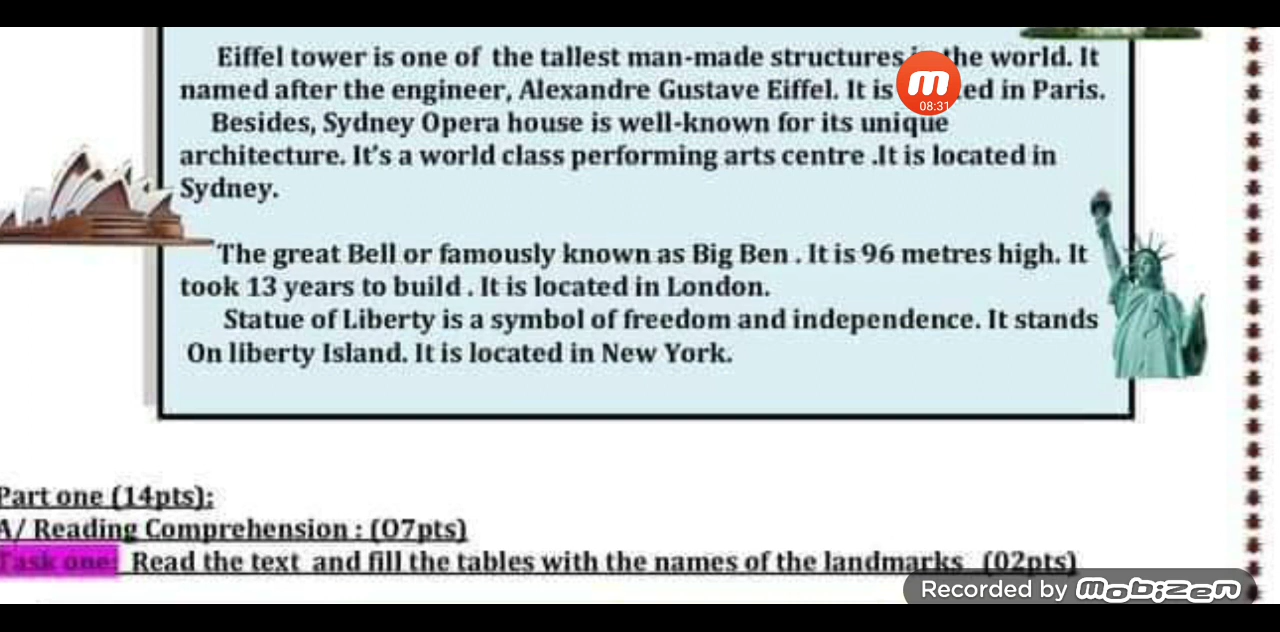 Eiffel tower is one of the tallest man-made structures the world. It
named after the engineer, Alexandre Gustave Eiffel. It is in Paris.
08:31
Besides, Sydney Opera house is well-known for its unique
architecture. It's a world class performing arts centre .It is located in
Sydney.
The great Bell or famously known as Big Ben . It is 96 metres high. It
took 13 years to build . It is located in London.
Statue of Liberty is a symbol of freedom and independence. It stands
On liberty Island. It is located in New York.
Part one (14pts):
A/ Reading Comprehension : (07pts)
Task one: Read the text and fill the tables with the names of the landmarks (02pts)
Recorded by mobizen